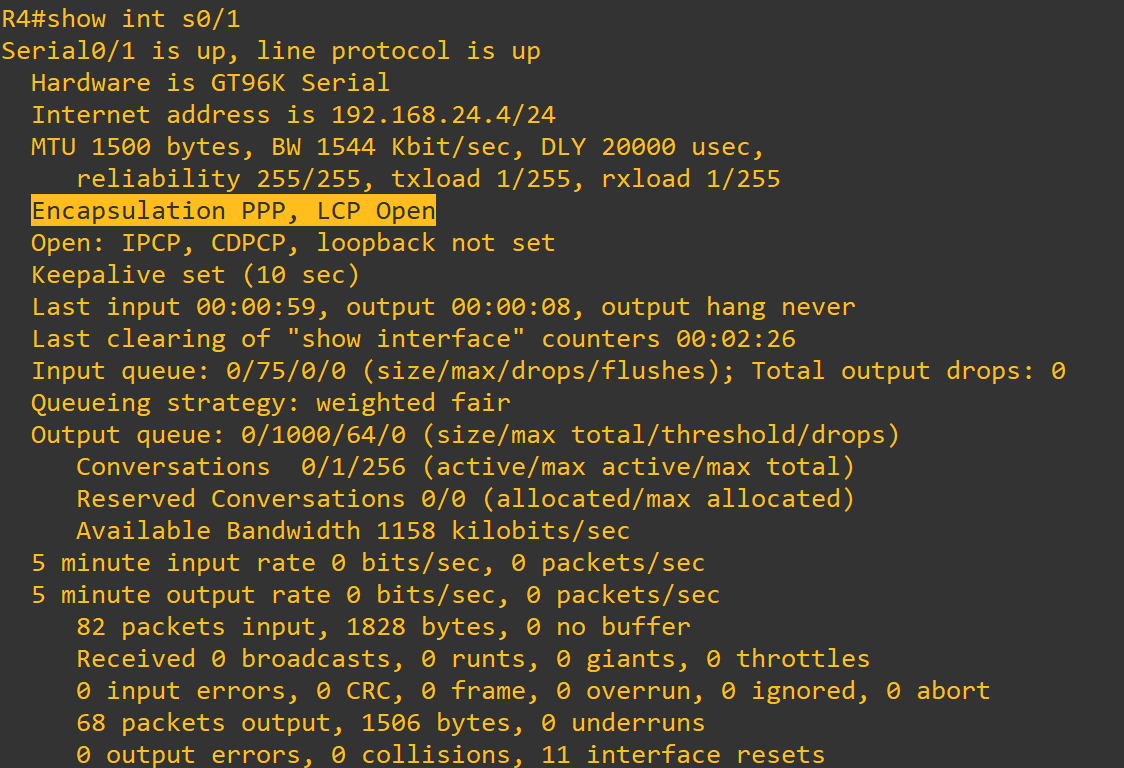 R4#show int s0/1
Serial0/1 is up, line protocol is up
  Hardware is GT96K Serial
  Internet address is 192.168.24.4/24
  MTU 1500 bytes, BW 1544 Kbit/sec, DLY 20000 usec,
     reliability 255/255, txload 1/255, rxload 1/255
  Encapsulation PPP, LCP Open
  Open: IPCP, CDPCP, loopback not set
  Keepalive set (10 sec)
  Last input 00:00:59, output 00:00:08, output hang never
  Last clearing of "show interface" counters 00:02:26
  Input queue: 0/75/0/0 (size/max/drops/flushes); Total output drops: 0
  Queueing strategy: weighted fair
  Output queue: 0/1000/64/0 (size/max total/threshold/drops)
     Conversations  0/1/256 (active/max active/max total)
     Reserved Conversations 0/0 (allocated/max allocated)
     Available Bandwidth 1158 kilobits/sec
  5 minute input rate 0 bits/sec, 0 packets/sec
  5 minute output rate 0 bits/sec, 0 packets/sec
     82 packets input, 1828 bytes, 0 no buffer
     Received 0 broadcasts, 0 runts, 0 giants, 0 throttles
     0 input errors, 0 CRC, 0 frame, 0 overrun, 0 ignored, 0 abort
     68 packets output, 1506 bytes, 0 underruns
     0 output errors, 0 collisions, 11 interface resets